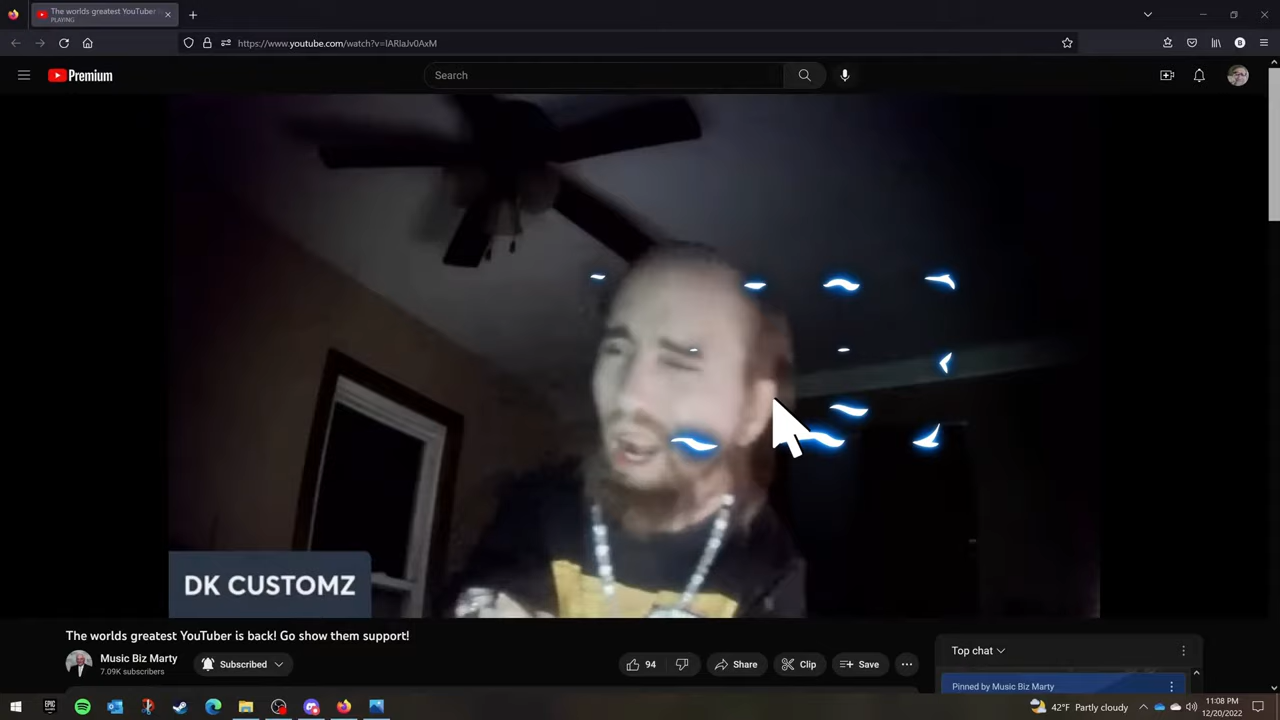 The worlds greatest YouTuber
PLAYING
https://www.youtube.com/watch?v=lARlaJv0AxM
B
Premium
Search
DK CUSTOMZ
The worlds greatest YouTuber is back! Go show them support!
Music Biz Marty
7.09K subscribers
Subscribed
94
Share
Clip
Save
Top chat
Pinned by Music Biz Marty
EPIC
42°F Partly cloudy
11:08 PM
12/20/2022